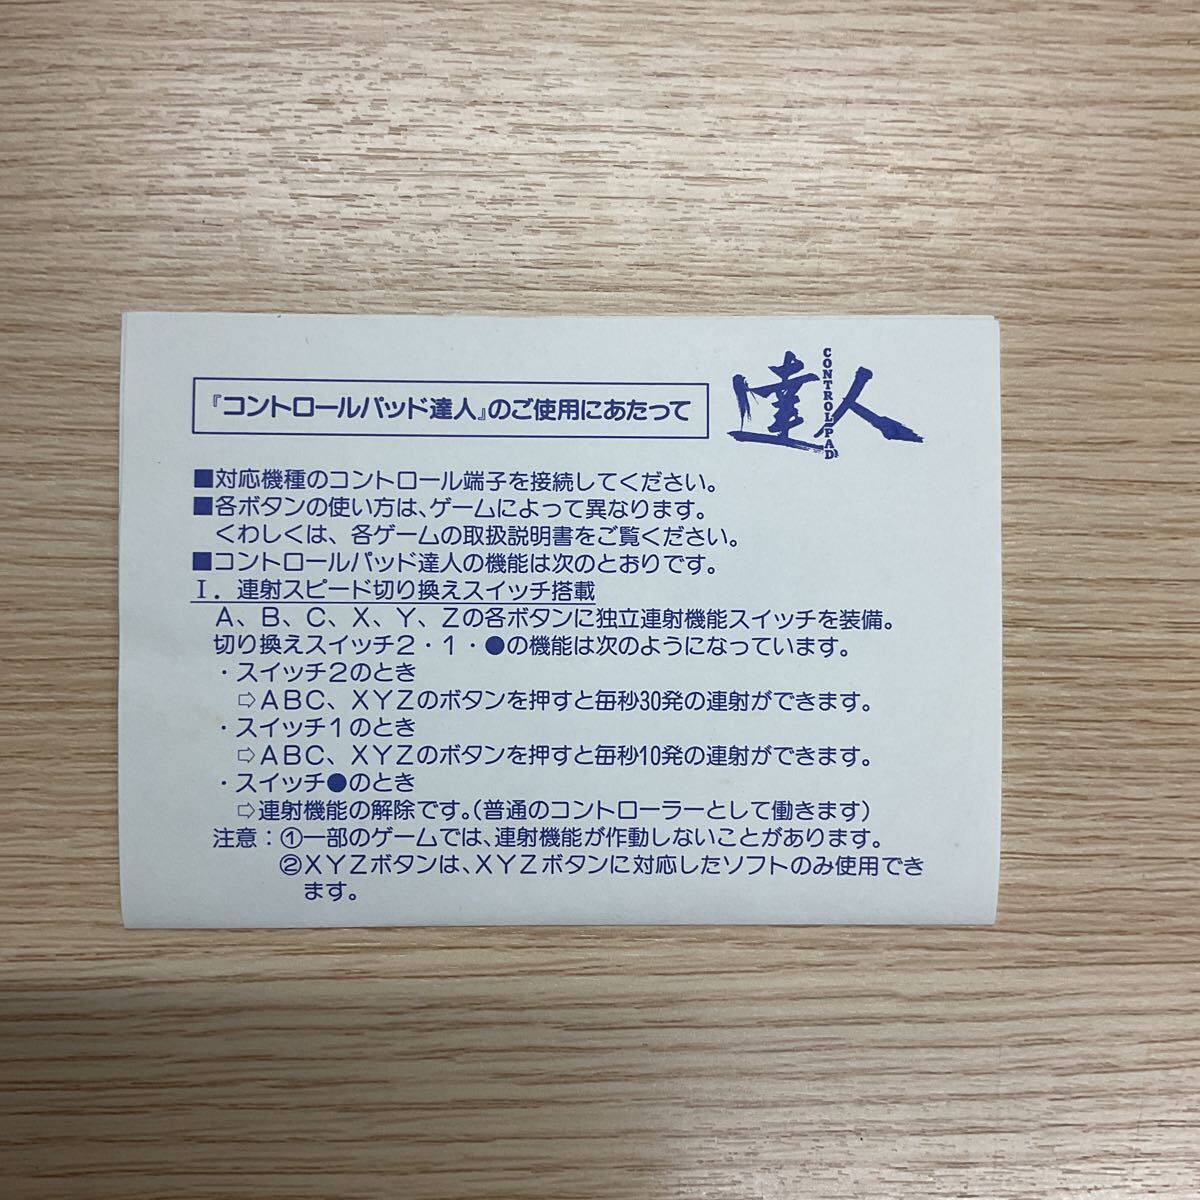 『コントロールパッド達人』のご使用にあたって
達人
CONTROL PAD
■対応機種のコントロール端子を接続してください。
■各ボタンの使い方は、ゲームによって異なります。
くわしくは、各ゲームの取扱説明書をご覧ください。
■コントロールパッド達人の機能は次のとおりです。
Ⅰ．連射スピード切り換えスイッチ搭載
A、B、C、X、Y、Zの各ボタンに独立連射機能スイッチを装備。
切り換えスイッチ2・1・●の機能は次のようになっています。
・スイッチ2のとき
⇨ABC、XYZのボタンを押すと毎秒30発の連射ができます。
・スイッチ1のとき
⇨ABC、XYZのボタンを押すと毎秒10発の連射ができます。
・スイッチ●のとき
⇨連射機能の解除です。(普通のコントローラーとして働きます)
注意：①一部のゲームでは、連射機能が作動しないことがあります。
②XYZボタンは、XYZボタンに対応したソフトのみ使用でき
ます。